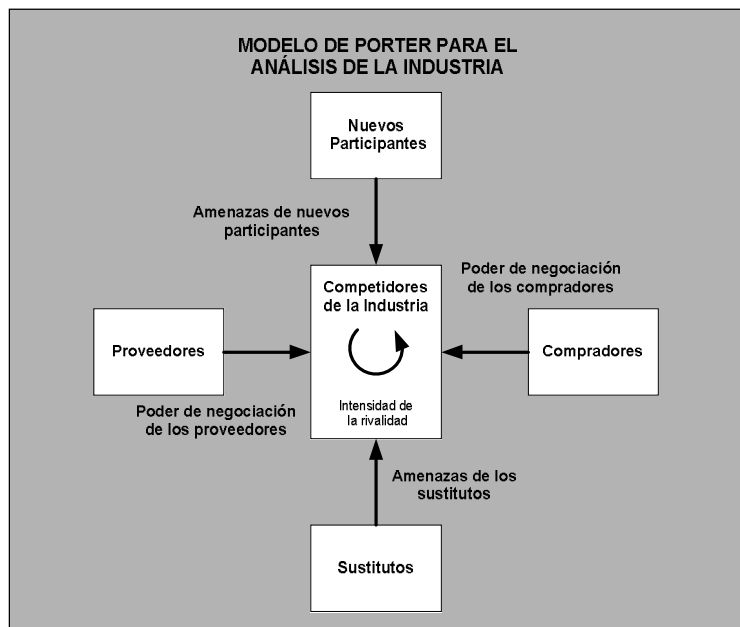 MODELO DE PORTER PARA EL
ANÁLISIS DE LA INDUSTRIA
Nuevos
Participantes
Amenazas de nuevos
participantes
Poder de negociación
de los compradores
Competidores
de la Industria
Proveedores
Compradores
Intensidad de
la rivalidad
Poder de negociación
de los proveedores
Amenazas de los
sustitutos
Sustitutos